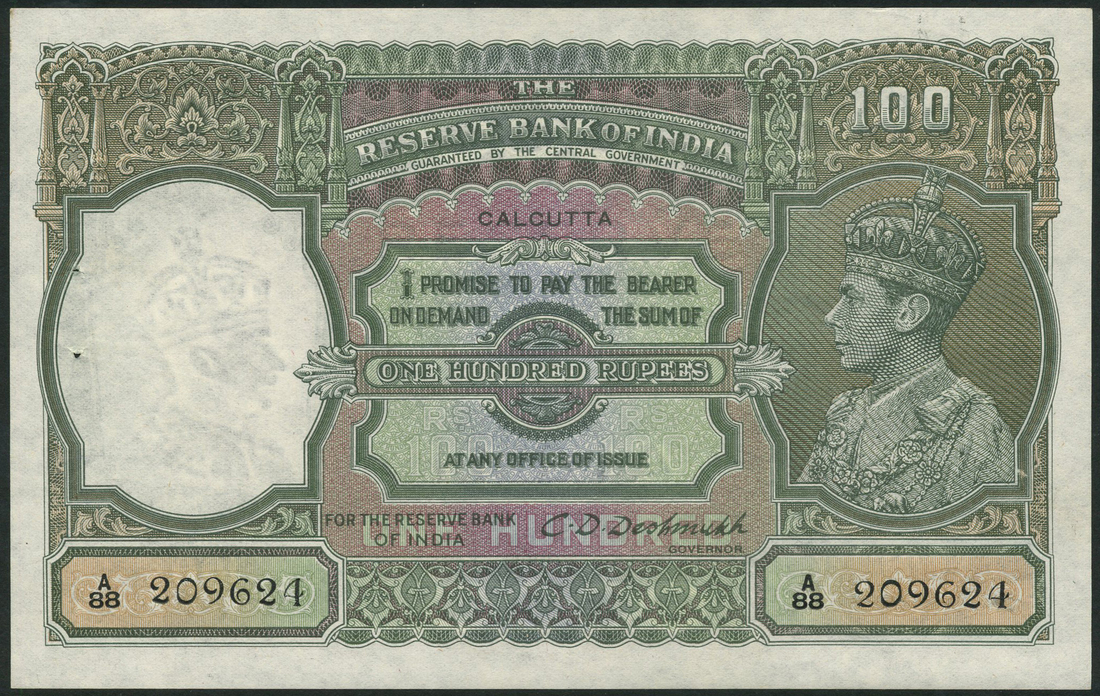 THE
100
RESERVE BANK OF INDIA
GUARANTEED BY THE CENTRAL GOVERNMENT
CALCUTTA
I PROMISE TO PAY THE BEARER
ON DEMAND THE SUM OF
ONE HUNDRED RUPEES
RS RS
100 100
AT ANY OFFICE OF ISSUE
FOR THE RESERVE BANK
OF INDIA
C.D. Deshmukh
GOVERNOR
A
88 209624
A
88 209624